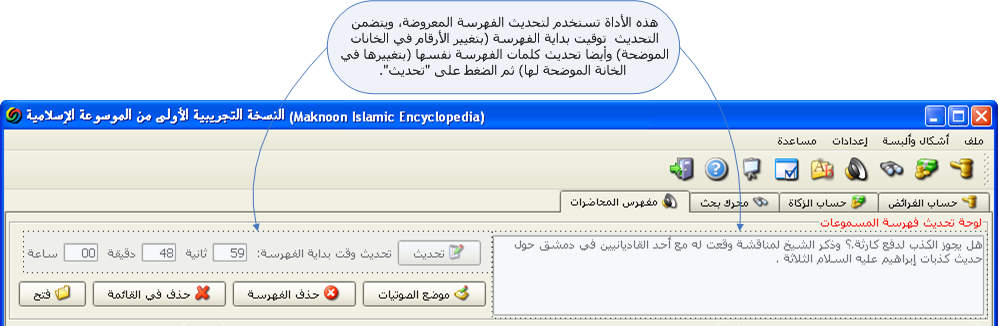 هذه الأداة تستخدم لتحديث الفهرسة المعروضة، ويتضمن
التحديث توقيت بداية الفهرسة (بتغيير الأرقام في الخانات
الموضحة) وأيضا تحديث كلمات الفهرسة نفسها (بتغييرها في
الخانة الموضحة لها) ثم الضغط على "تحديث".
النسخة التجريبية الأولى من الموسوعة الإسلامية (Maknoon Islamic Encyclopedia)
ملف أشكال وألبسة إعدادات مساعدة
حساب الفرائض حساب الزكاة محرك بحث مفهرس المحاضرات
لوحة تحديث فهرسة المسموعات
هل يجوز الكذب لدفع كارثة.؟ وذكر الشيخ لمناقشة وقعت له مع أحد القاديانيين في دمشق حول
حديث كذبات إبراهيم عليه السلام الثلاثة .
تحديث تحديث وقت بداية الفهرسة: 59 ثانية 48 دقيقة 00 ساعة
موضع الصوتيات حذف الفهرسة حذف في القائمة فتح